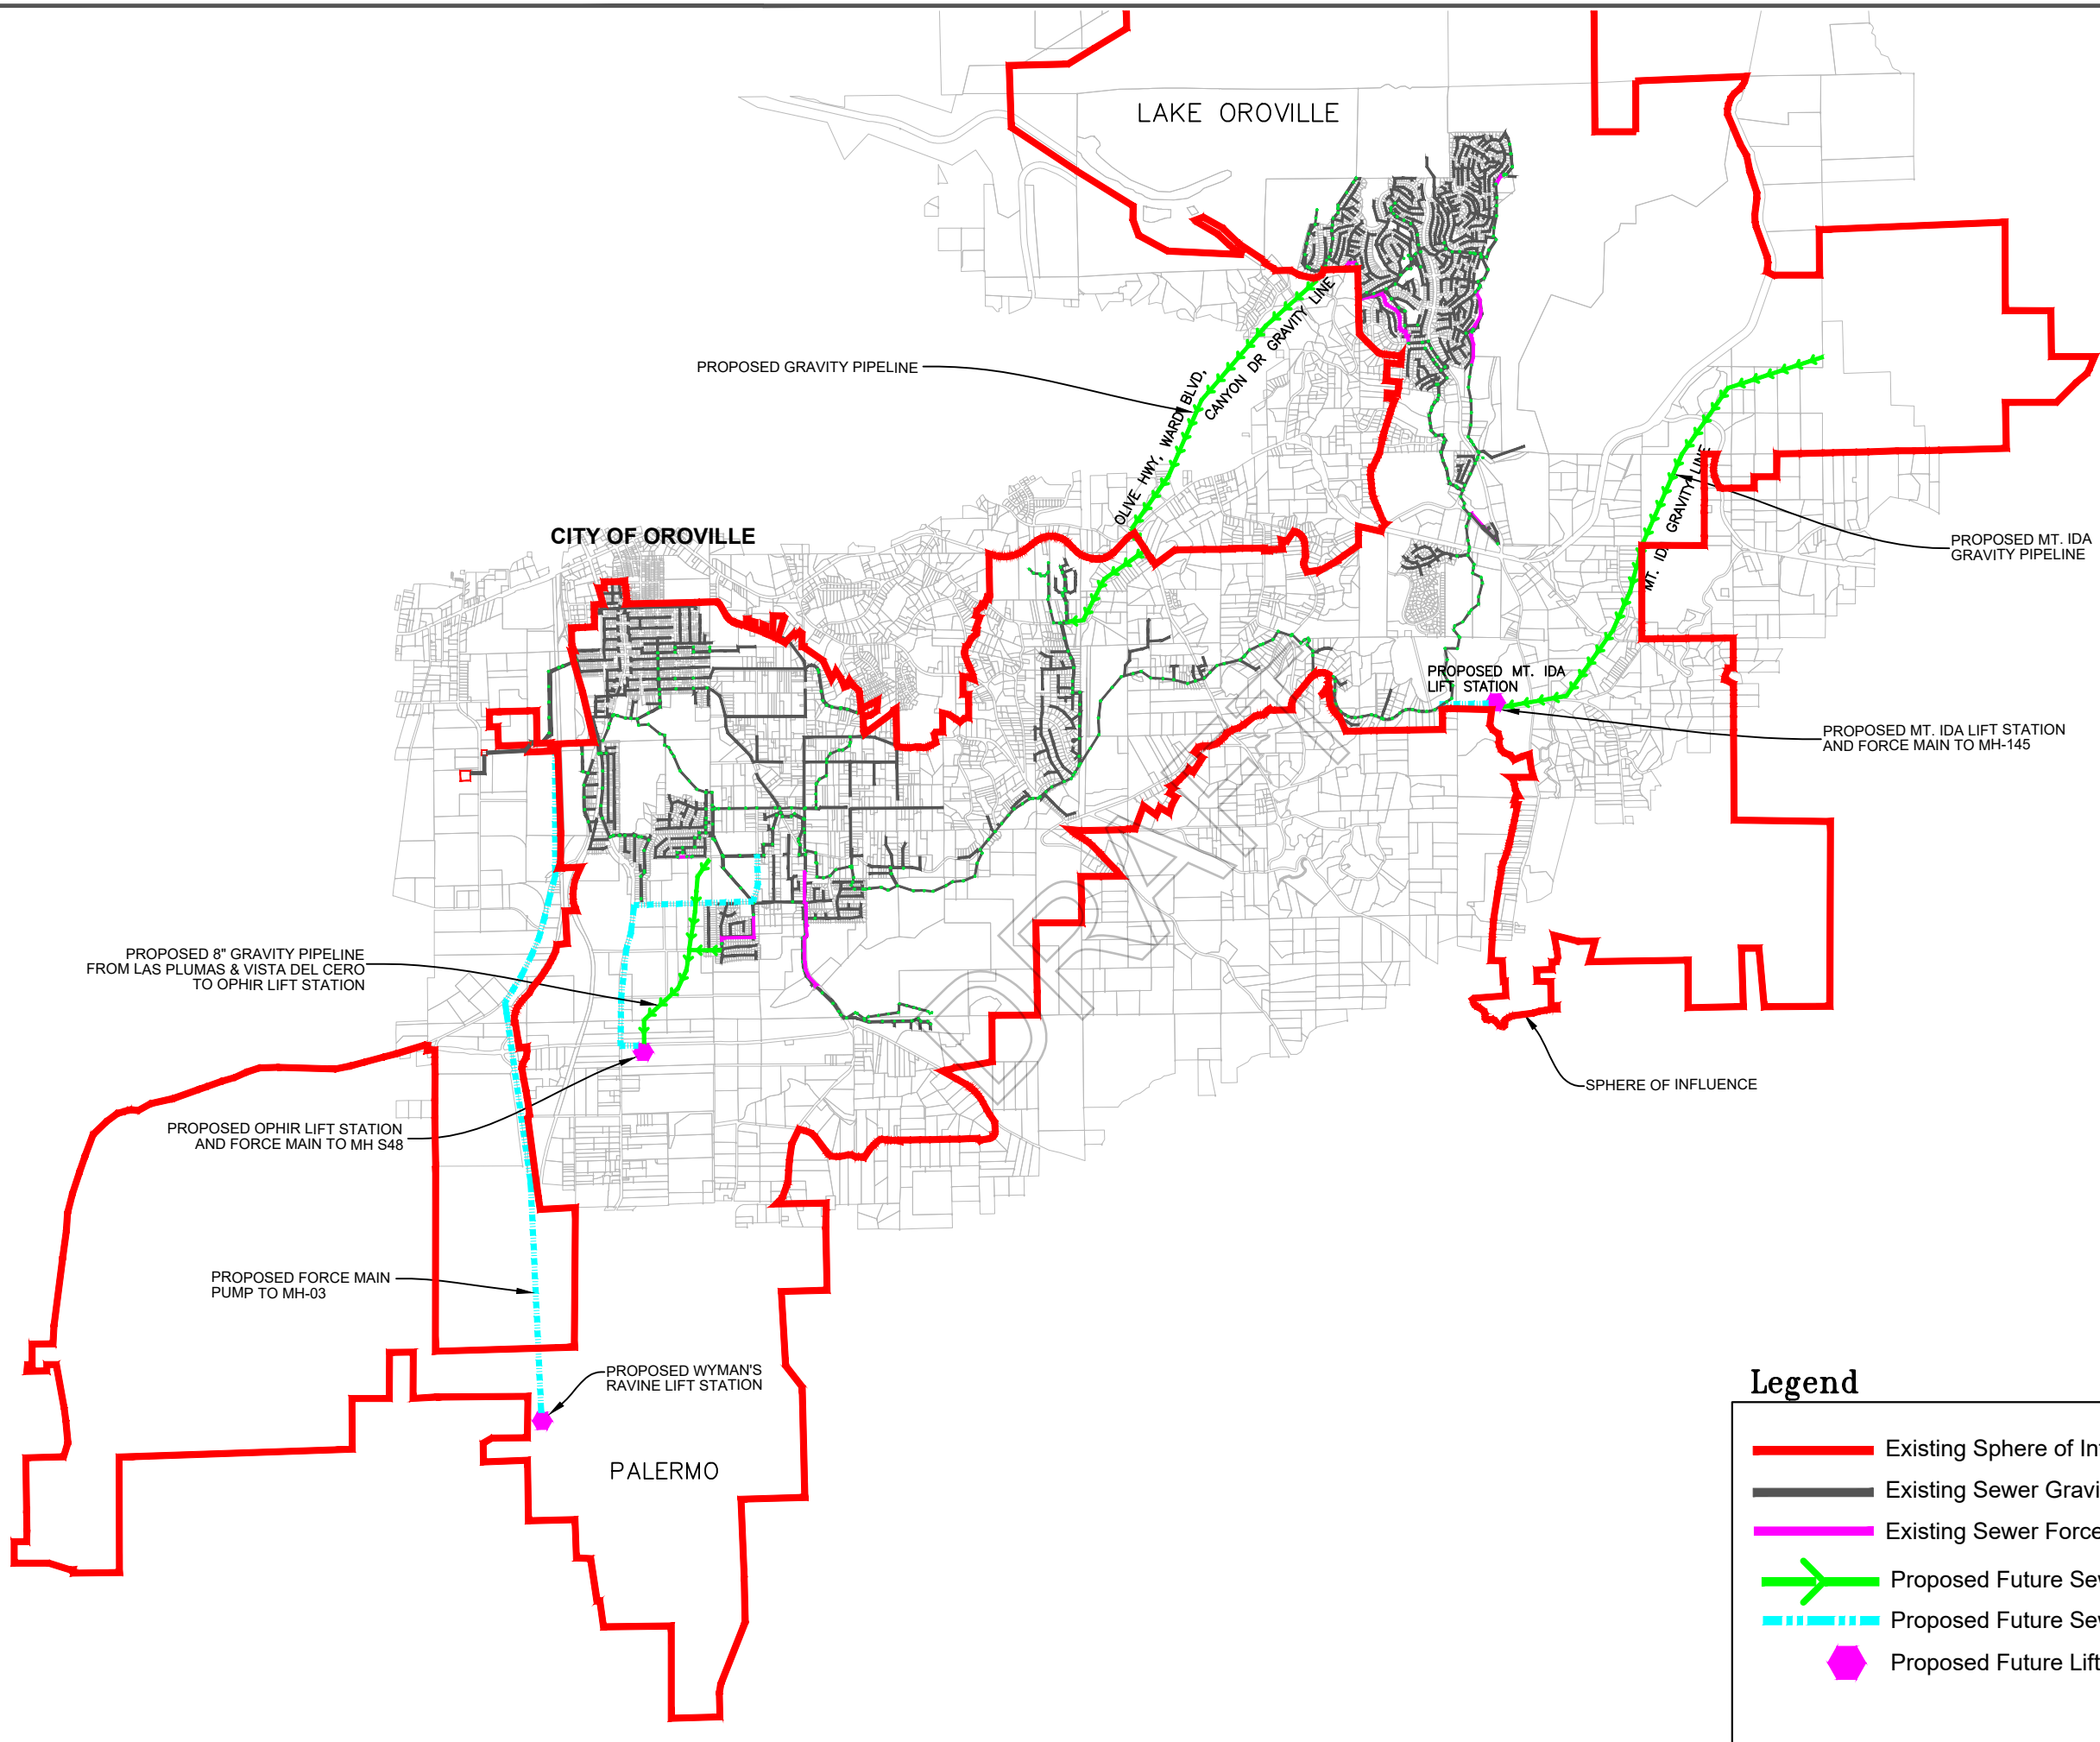 LAKE OROVILLE
PROPOSED GRAVITY PIPELINE
OLIVE HWY, WARD BLVD,
CANYON DR GRAVITY LINE
CITY OF OROVILLE
MT. IDA GRAVITY LINE
PROPOSED MT. IDA
GRAVITY PIPELINE
PROPOSED MT. IDA
LIFT STATION
PROPOSED MT. IDA LIFT STATION
AND FORCE MAIN TO MH-145
DRAFT
PROPOSED 8" GRAVITY PIPELINE
FROM LAS PLUMAS & VISTA DEL CERO
TO OPHIR LIFT STATION
SPHERE OF INFLUENCE
PROPOSED OPHIR LIFT STATION
AND FORCE MAIN TO MH S48
PROPOSED FORCE MAIN
PUMP TO MH-03
PROPOSED WYMAN'S
RAVINE LIFT STATION
PALERMO
Legend
Existing Sphere of
Existing Sewer
Existing Sewer Force
Proposed Future
Proposed Future
Proposed Future Lift